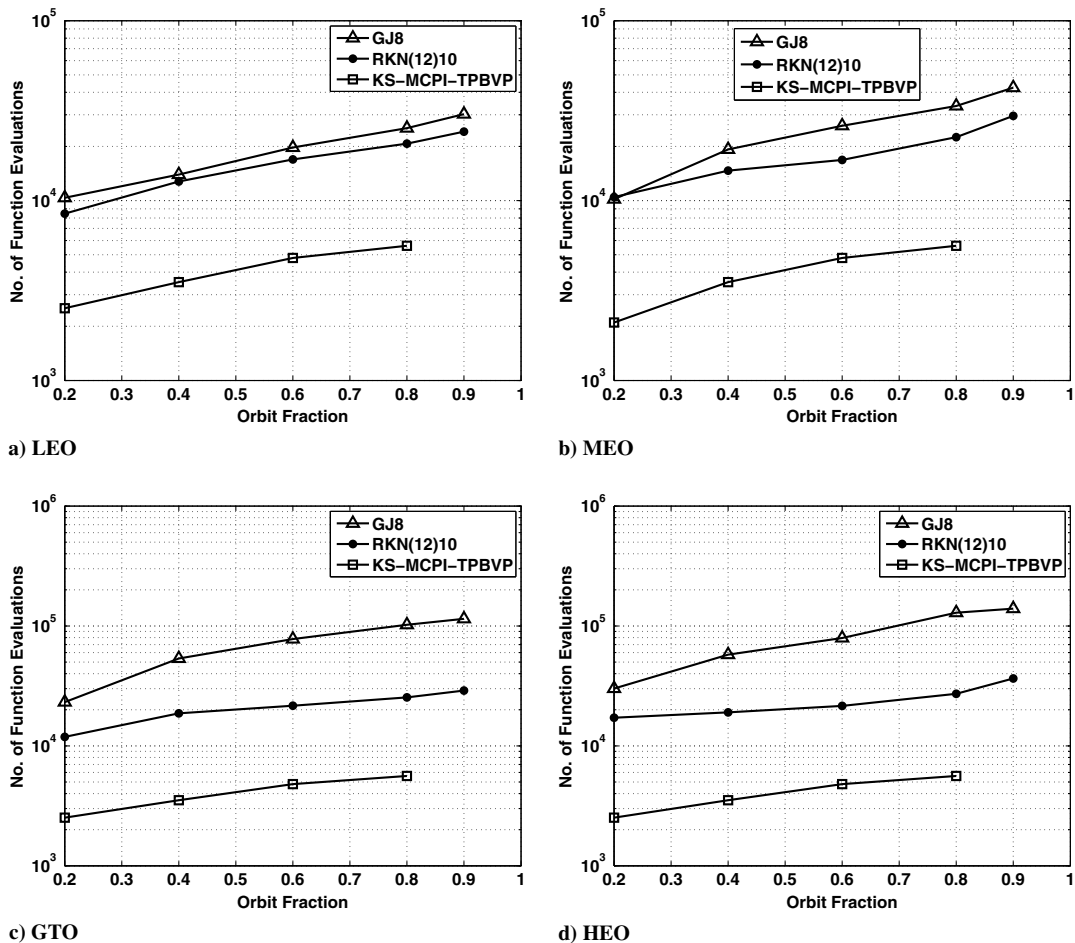 10^5
10^4
10^3
No. of Function Evaluations
GJ8
RKN(12)10
KS-MCPI-TPBVP
0.2 0.3 0.4 0.5 0.6 0.7 0.8 0.9 1
Orbit Fraction
a) LEO
10^5
10^4
10^3
No. of Function Evaluations
GJ8
RKN(12)10
KS-MCPI-TPBVP
0.2 0.3 0.4 0.5 0.6 0.7 0.8 0.9 1
Orbit Fraction
b) MEO
10^6
10^5
10^4
10^3
No. of Function Evaluations
GJ8
RKN(12)10
KS-MCPI-TPBVP
0.2 0.3 0.4 0.5 0.6 0.7 0.8 0.9 1
Orbit Fraction
c) GTO
10^6
10^5
10^4
10^3
No. of Function Evaluations
GJ8
RKN(12)10
KS-MCPI-TPBVP
0.2 0.3 0.4 0.5 0.6 0.7 0.8 0.9 1
Orbit Fraction
d) HEO